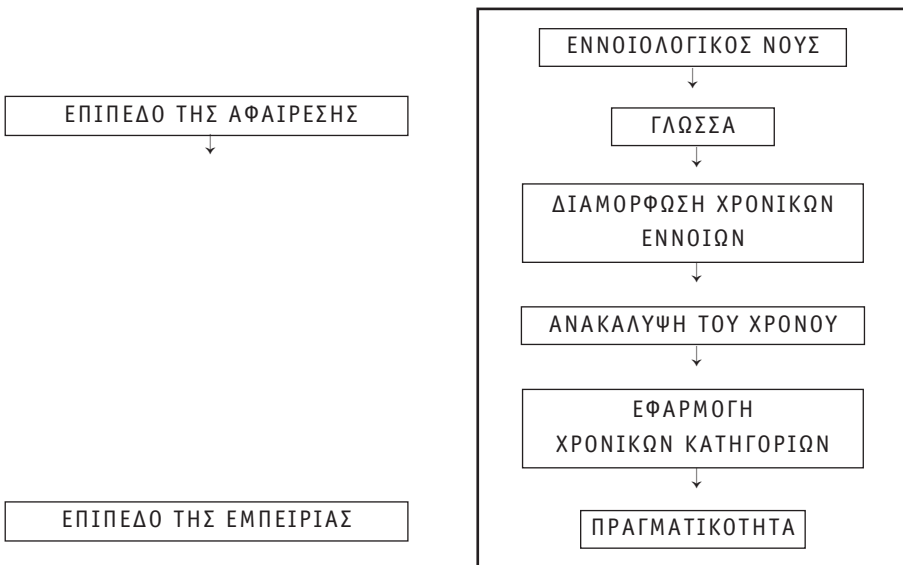 ΕΠΙΠΕΔΟ ΤΗΣ ΑΦΑΙΡΕΣΗΣ
ΕΠΙΠΕΔΟ ΤΗΣ ΕΜΠΕΙΡΙΑΣ
ΕΝΝΟΙΟΛΟΓΙΚΟΣ ΝΟΥΣ
ΓΛΩΣΣΑ
ΔΙΑΜΟΡΦΩΣΗ ΧΡΟΝΙΚΩΝ
ΕΝΝΟΙΩΝ
ΑΝΑΚΑΛΥΨΗ ΤΟΥ ΧΡΟΝΟΥ
ΕΦΑΡΜΟΓΗ
ΧΡΟΝΙΚΩΝ ΚΑΤΗΓΟΡΙΩΝ
ΠΡΑΓΜΑΤΙΚΟΤΗΤΑ